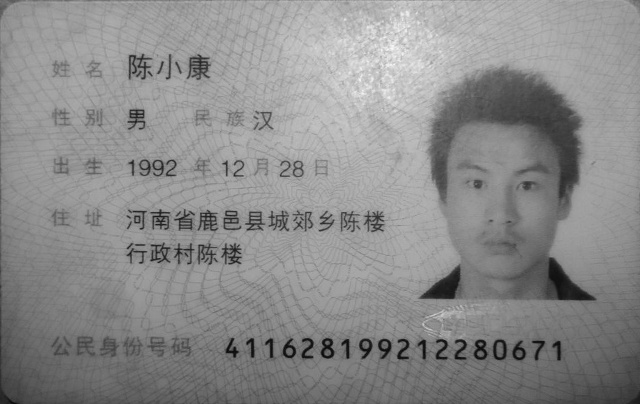 姓名 陈小康
性别 男 民族 汉
出生 1992 年 12 月 28 日
住址 河南省鹿邑县城郊乡陈楼
行政村陈楼
公民身份号码 411628199212280671